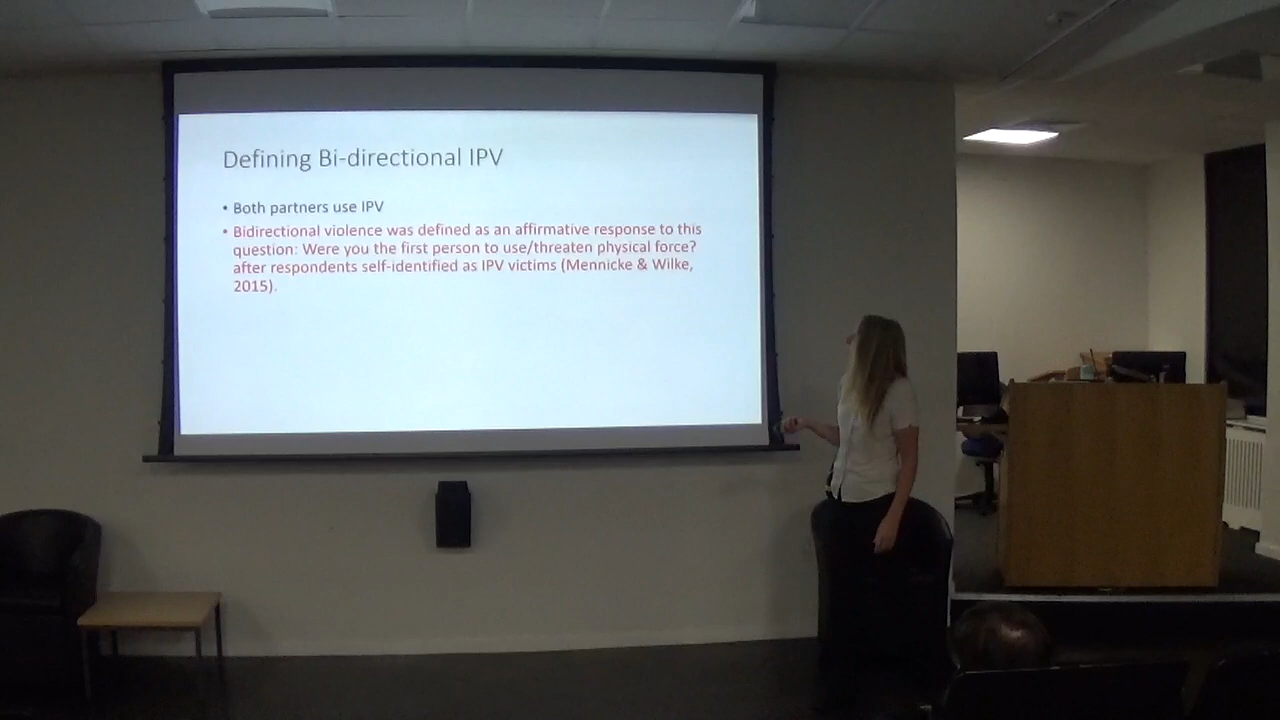 Defining Bi-directional IPV
• Both partners use IPV
• Bidirectional violence was defined as an affirmative response to this
question: Were you the first person to use/threaten physical force?
after respondents self-identified as IPV victims (Mennicke & Wilke,
2015).